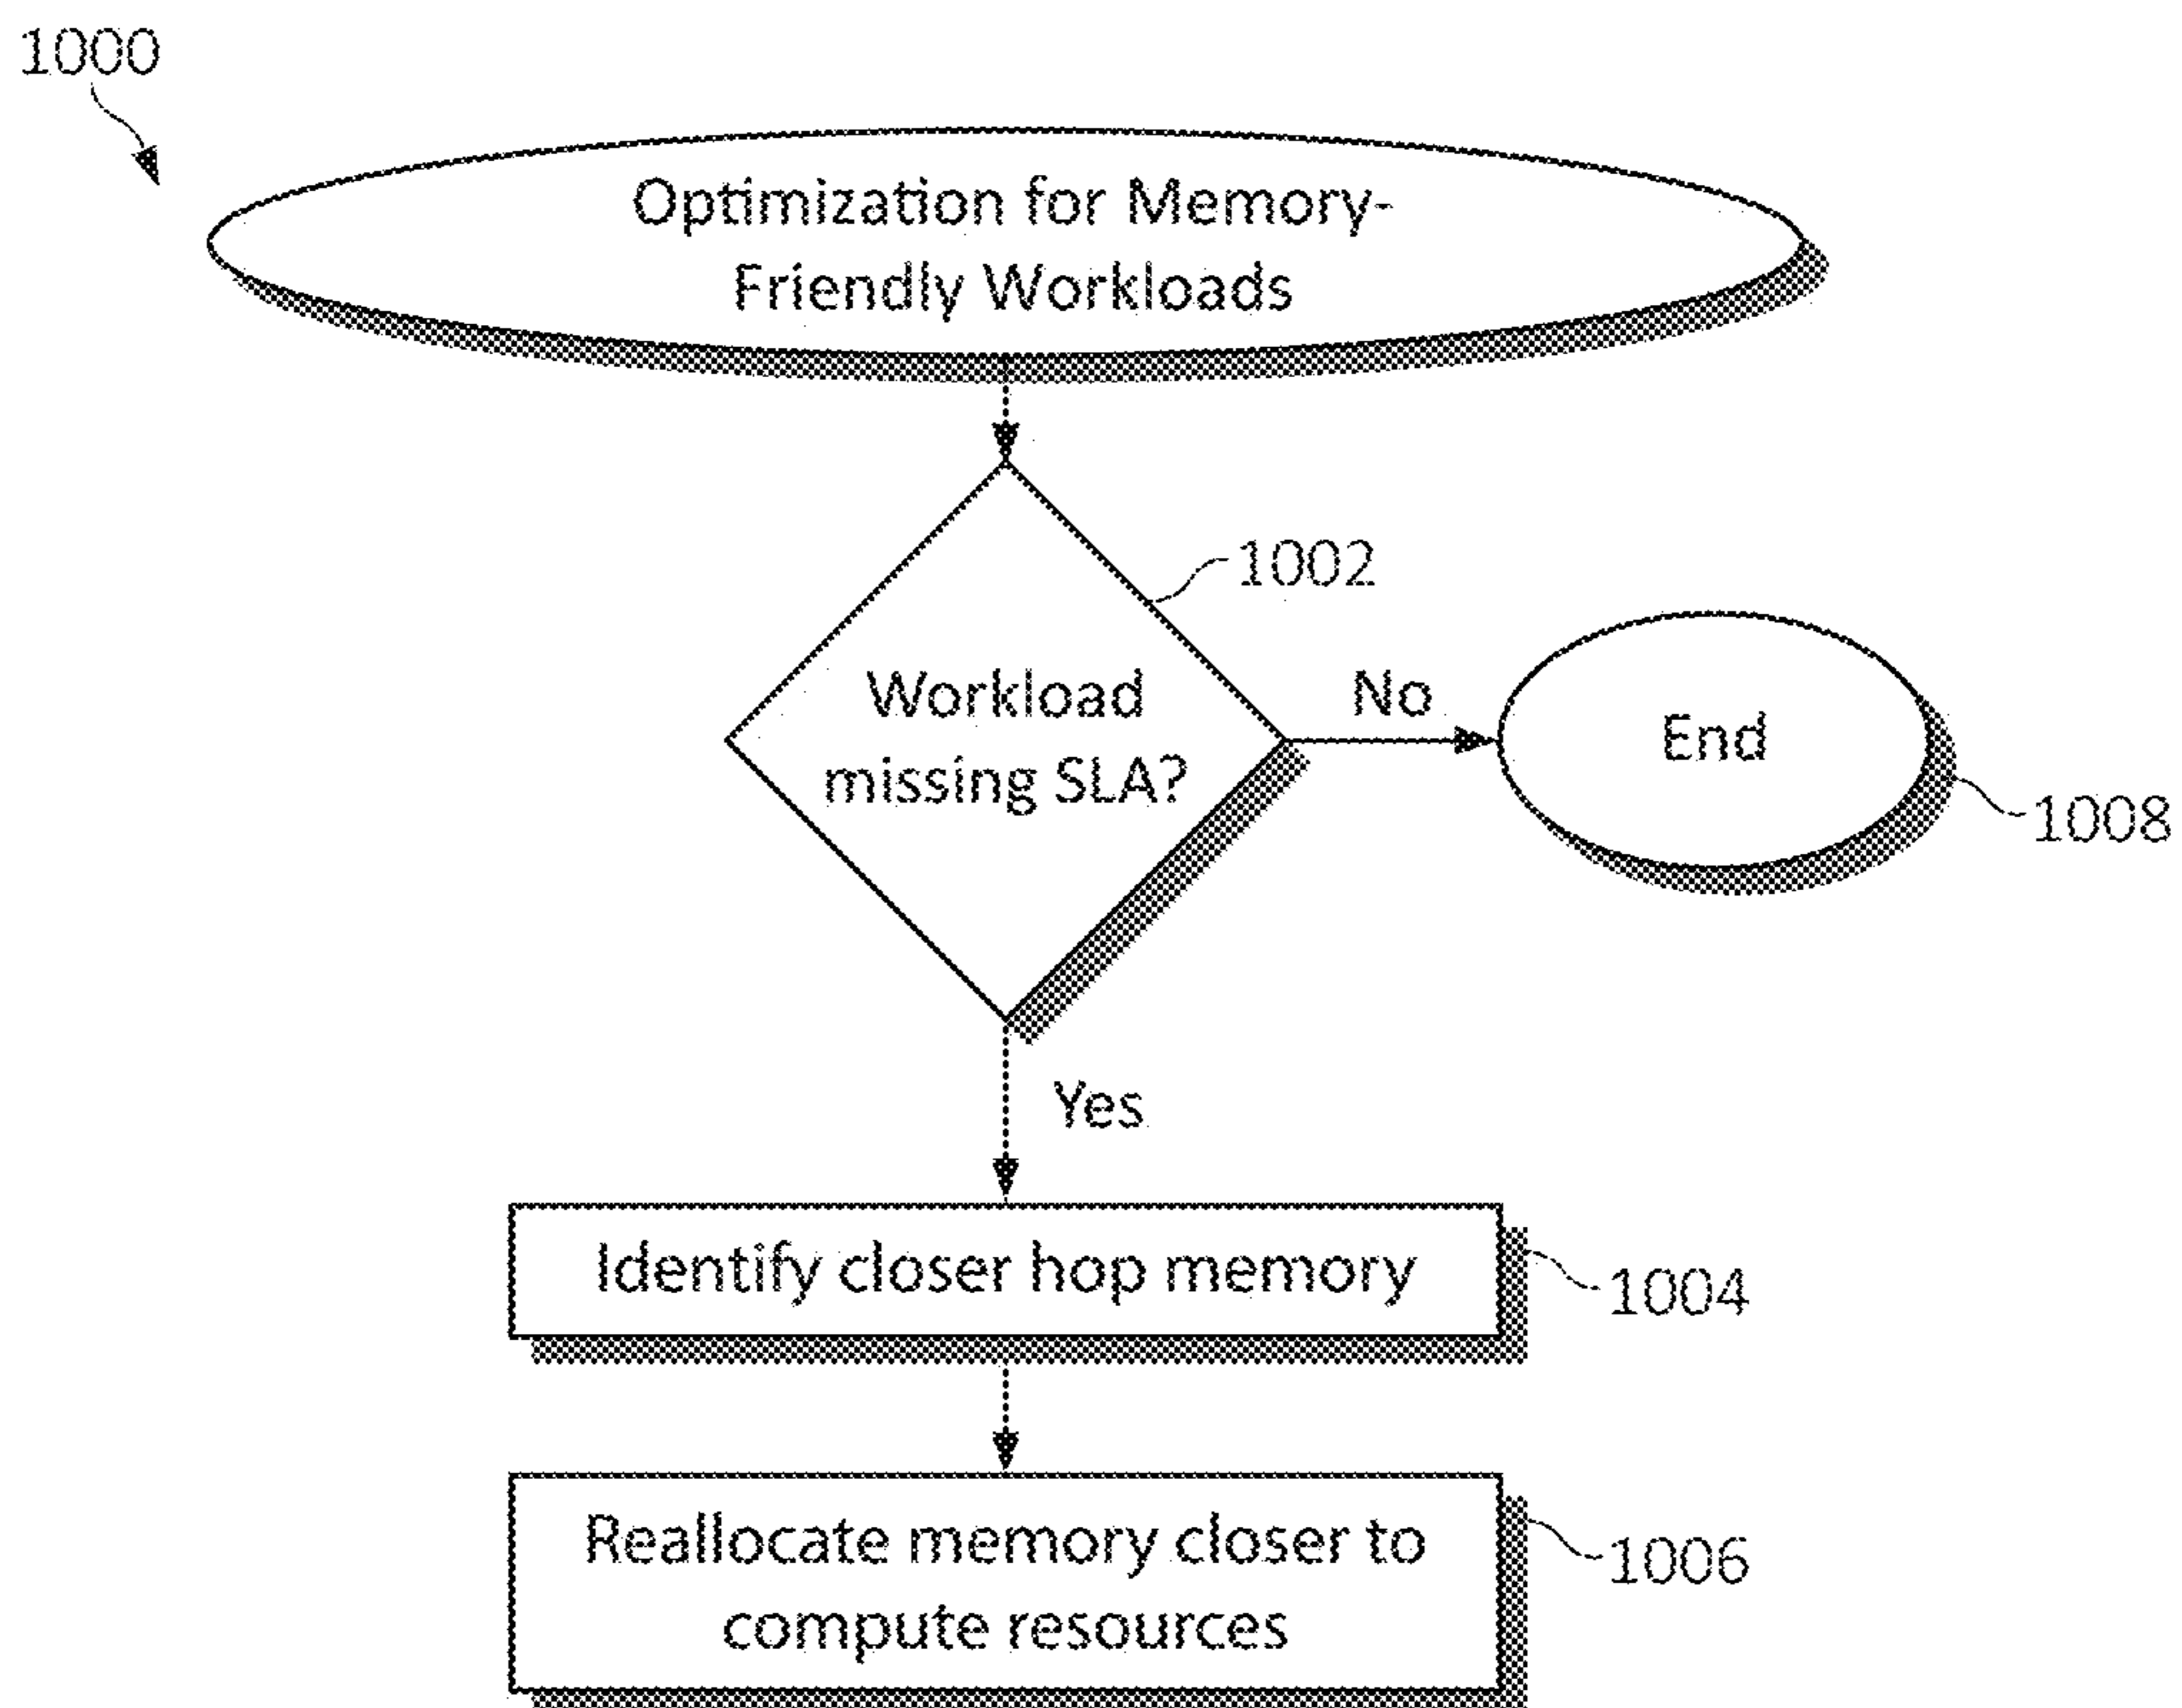 1000
Optimization for Memory-
Friendly Workloads
1002
Workload
missing SLA?
No
End
1008
Yes
Identify closer hop memory
1004
Reallocate memory closer to
compute resources
1006